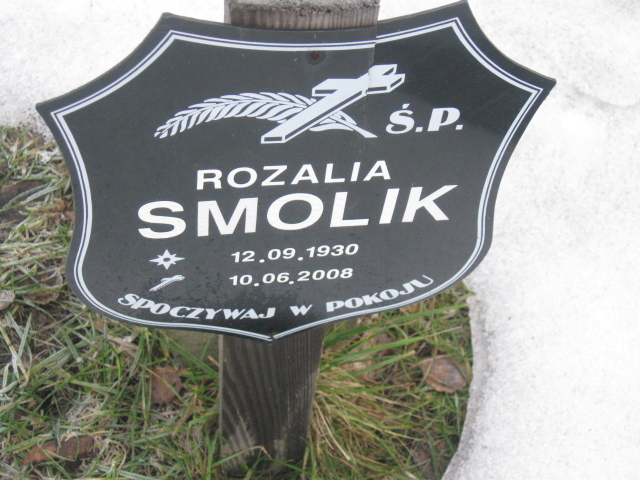 Ś.P.
ROZALIA
SMOLIK
12.09.1930
10.06.2008
SPOCZYWAJ W POKOJU